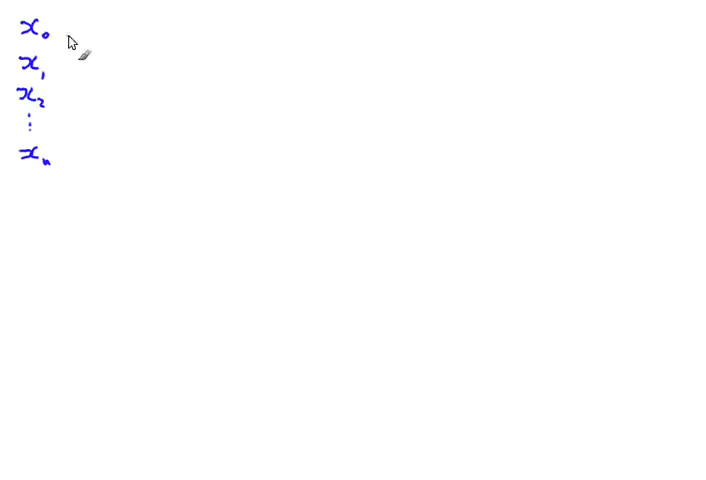 x₀
x₁
x₂
⋮
xₙ